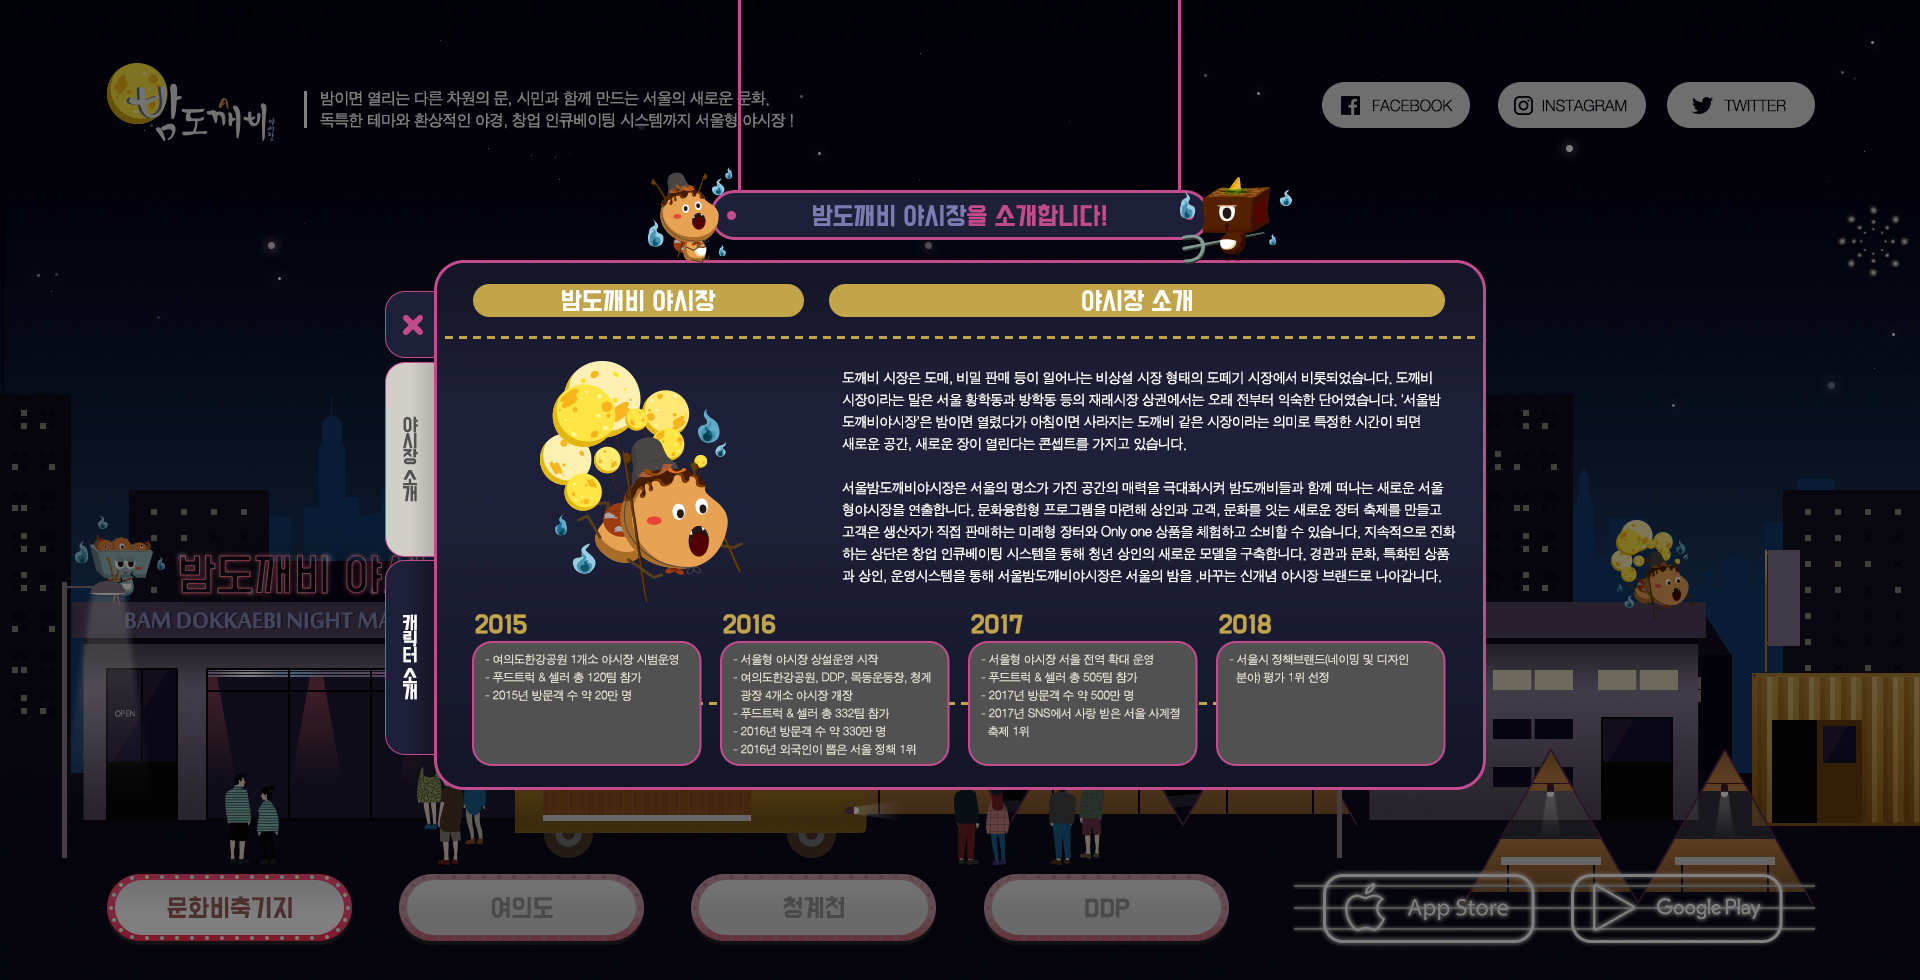 밤도깨비 야시장
밤이면 열리는 다른 차원의 문, 시민과 함께 만드는 서울의 새로운 문화.
독특한 테마와 환상적인 야경, 창업 인큐베이팅 시스템까지 서울형 야시장 !
FACEBOOK
INSTAGRAM
TWITTER
밤도깨비 야시장을 소개합니다!
밤도깨비 야시장
야시장 소개
야시장 소개
캐릭터 소개
도깨비 시장은 도매, 비밀 판매 등이 일어나는 비상설 시장 형태의 도떼기 시장에서 비롯되었습니다. 도깨비
시장이라는 말은 서울 황학동과 방학동 등의 재래시장 상권에서는 오래 전부터 익숙한 단어였습니다. '서울밤
도깨비야시장'은 밤이면 열렸다가 아침이면 사라지는 도깨비 같은 시장이라는 의미로 특정한 시간이 되면
새로운 공간, 새로운 장이 열린다는 콘셉트를 가지고 있습니다.
서울밤도깨비야시장은 서울의 명소가 가진 공간의 매력을 극대화시켜 밤도깨비들과 함께 떠나는 새로운 서울
형야시장을 연출합니다. 문화융합형 프로그램을 마련해 상인과 고객, 문화를 잇는 새로운 장터 축제를 만들고
고객은 생산자가 직접 판매하는 미래형 장터와 Only one 상품을 체험하고 소비할 수 있습니다. 지속적으로 진화
하는 상단은 창업 인큐베이팅 시스템을 통해 청년 상인의 새로운 모델을 구축합니다. 경관과 문화, 특화된 상품
과 상인, 운영시스템을 통해 서울밤도깨비야시장은 서울의 밤을 ,바꾸는 신개념 야시장 브랜드로 나아갑니다.
2015
- 여의도한강공원 1개소 야시장 시범운영
- 푸드트럭 & 셀러 총 120팀 참가
- 2015년 방문객 수 약 20만 명
2016
- 서울형 야시장 상설운영 시작
- 여의도한강공원, DDP, 목동운동장, 청계
광장 4개소 야시장 개장
- 푸드트럭 & 셀러 총 332팀 참가
- 2016년 방문객 수 약 330만 명
- 2016년 외국인이 뽑은 서울 정책 1위
2017
- 서울형 야시장 서울 전역 확대 운영
- 푸드트럭 & 셀러 총 505팀 참가
- 2017년 방문객 수 약 500만 명
- 2017년 SNS에서 사랑 받은 서울 사계절
축제 1위
2018
- 서울시 정책브랜드(네이밍 및 디자인
분야) 평가 1위 선정
밤도깨비 야
BAM DOKKAEBI NIGHT MA
OPEN
문화비축기지
여의도
청계천
DDP
App Store
Google Play